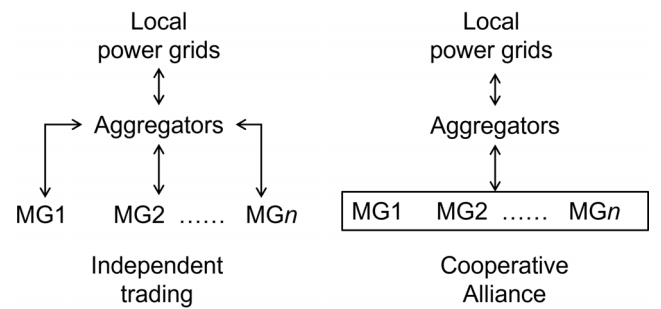 Local
power grids
Aggregators
MG1 MG2 ...... MGn
Independent
trading
Local
power grids
Aggregators
MG1 MG2 ...... MGn
Cooperative
Alliance